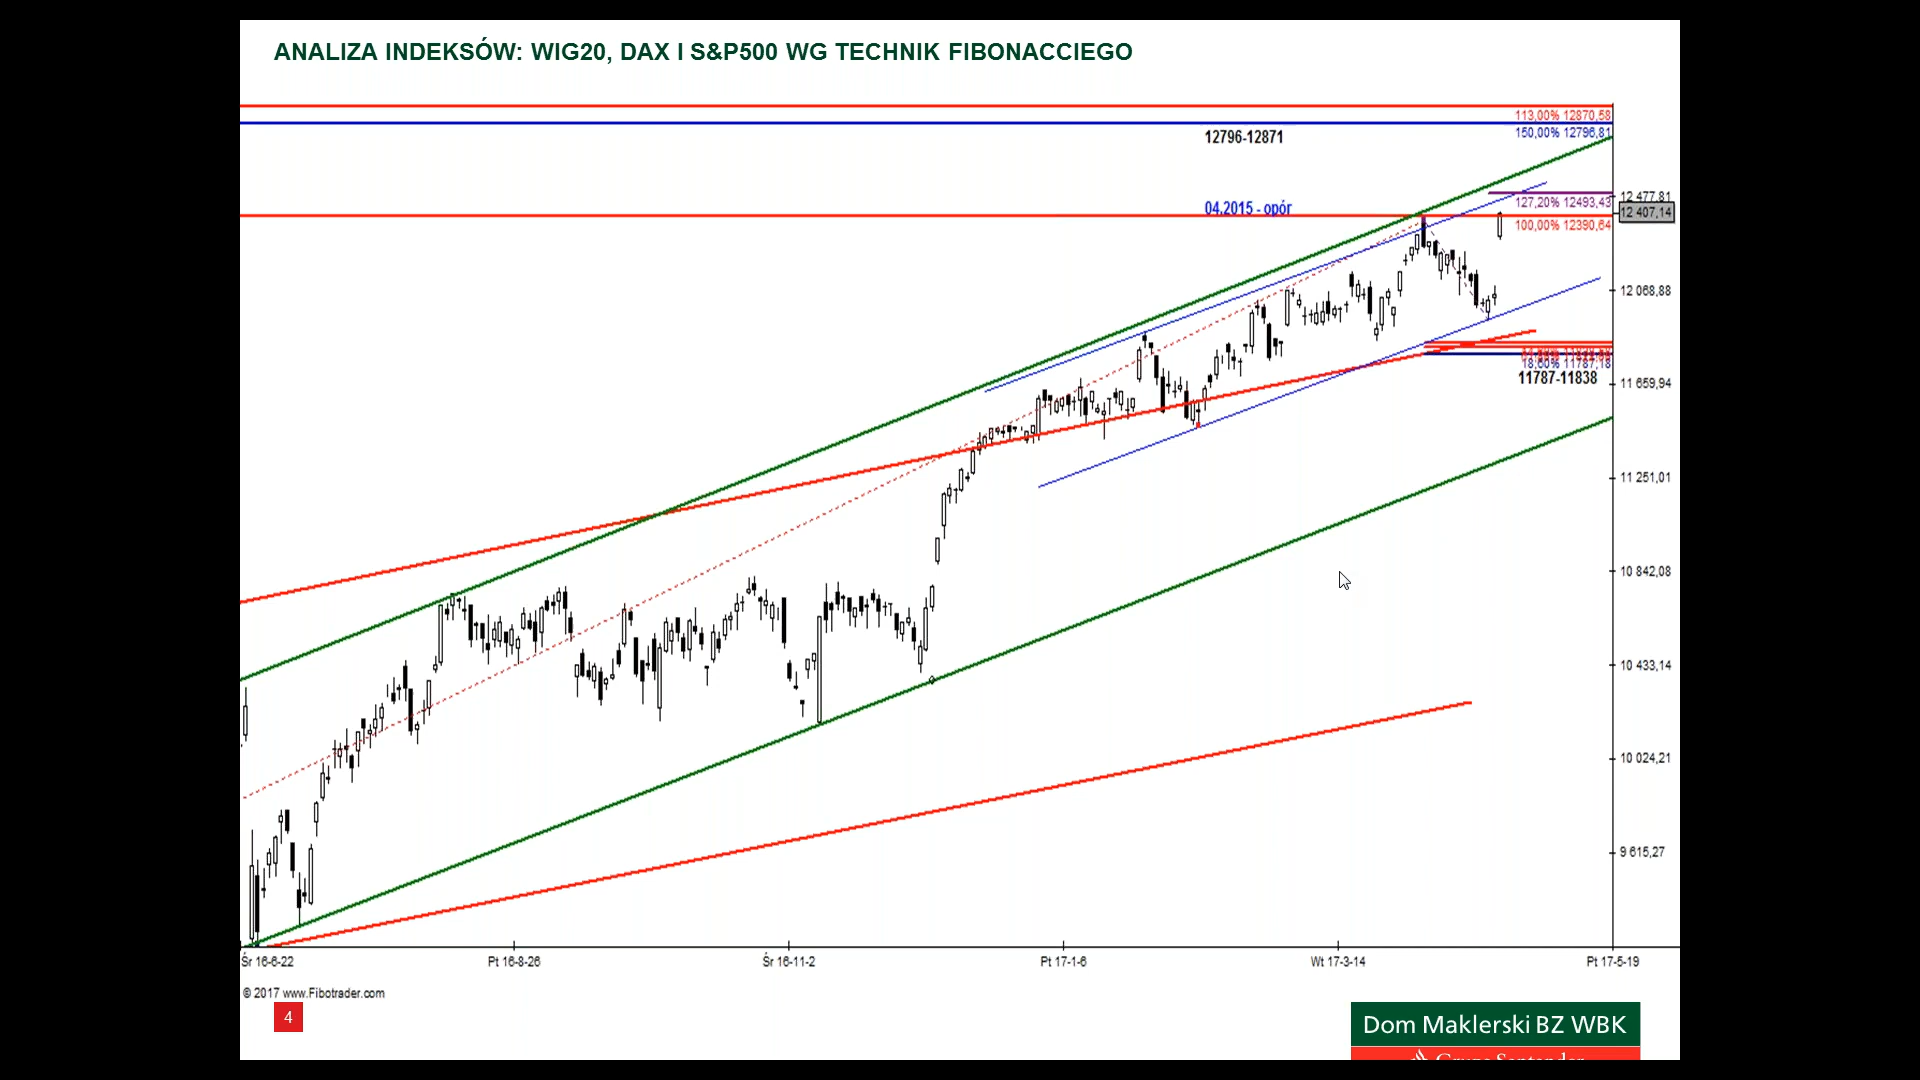 ANALIZA INDEKSÓW: WIG20, DAX I S&P500 WG TECHNIK FIBONACCIEGO
113,00% 12870,58
150,00% 12796,81
12796-12871
12 477,81
127,20% 12493,43
04.2015 - opór
12 407,14
100,00% 12390,64
12 068,88
18,60% 11787,18
11787-11838
11 659,94
11 251,01
10 842,08
10 433,14
10 024,21
9 615,27
Śr 16-6-22
Pt 16-8-26
Śr 16-11-2
Pt 17-1-6
Wt 17-3-14
Pt 17-5-19
© 2017 www.Fibotrader.com
4
Dom Maklerski BZ WBK
Grupa Santander